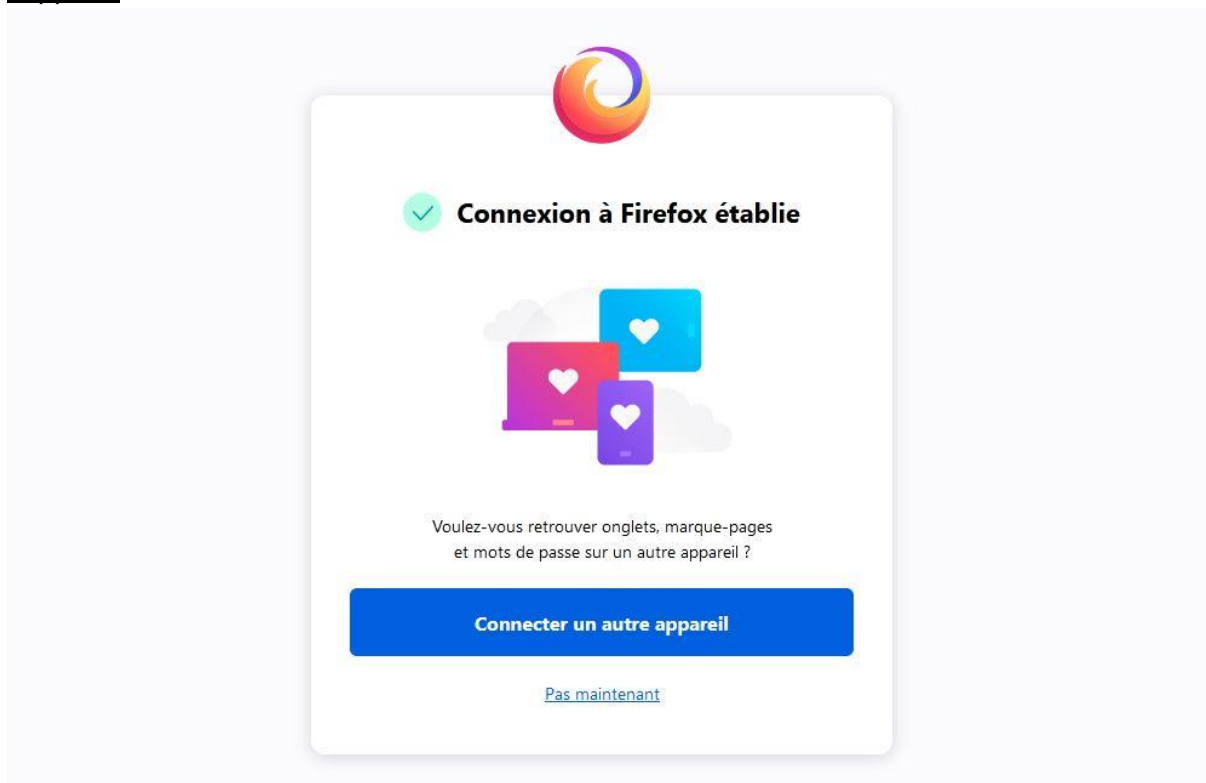 Connexion à Firefox établie
Voulez-vous retrouver onglets, marque-pages
et mots de passe sur un autre appareil ?
Connecter un autre appareil
Pas maintenant